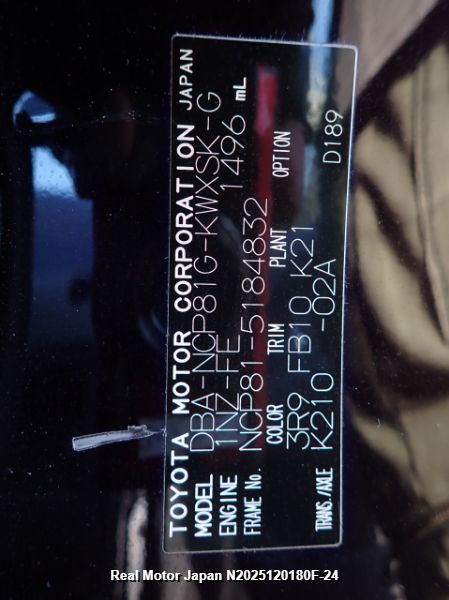 TOYOTA MOTOR CORPORATION JAPAN
MODEL DBA-NCP81G-KWXSK-G
ENGINE 1NZ-FE 1496 mL
FRAME No. NCP81-5184832
COLOR TRIM PLANT OPTION
3R9 FB10 K21
TRANS./AXLE K210 -02A D189
Real Motor Japan N2025120180F-24